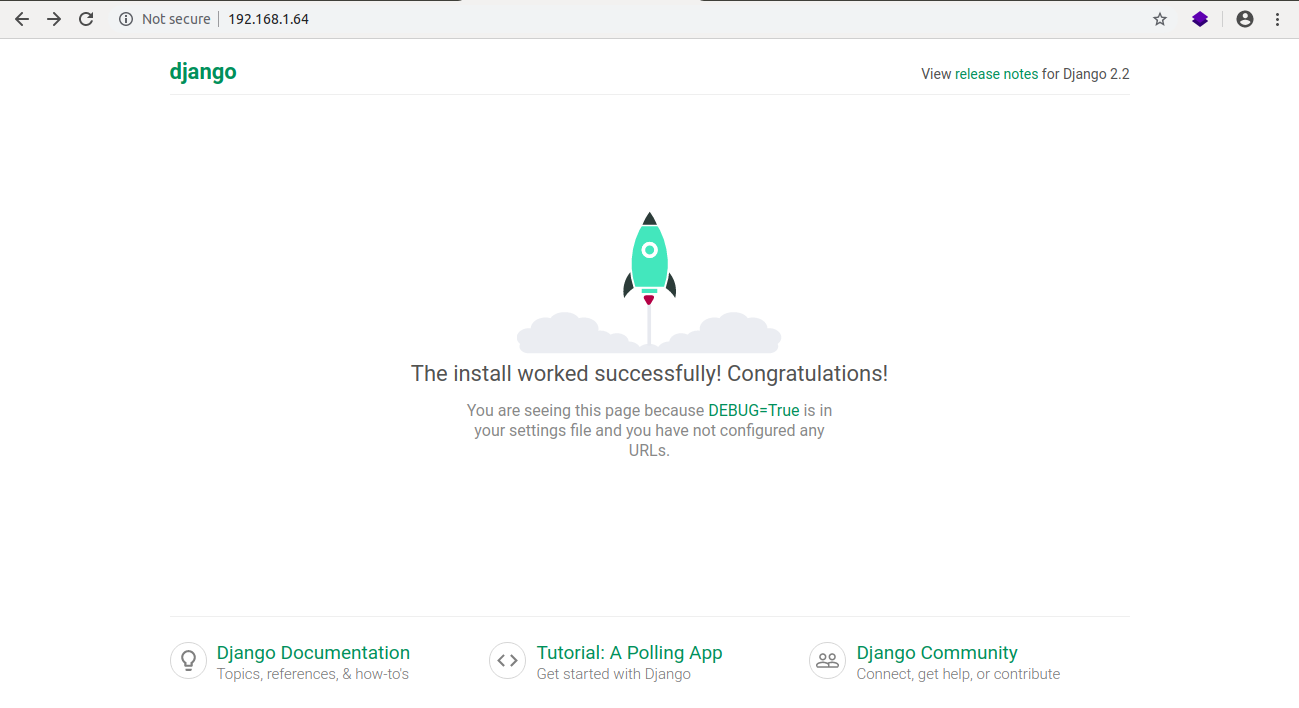 Not secure 192.168.1.64
django
View release notes for Django 2.2
The install worked successfully! Congratulations!
You are seeing this page because DEBUG=True is in
your settings file and you have not configured any
URLs.
Django Documentation
Topics, references, & how-to's
Tutorial: A Polling App
Get started with Django
Django Community
Connect, get help, or contribute